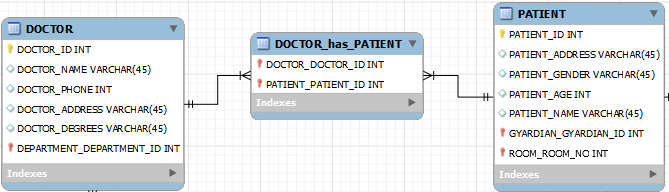 DOCTOR
DOCTOR_ID INT
DOCTOR_NAME VARCHAR(45)
DOCTOR_PHONE INT
DOCTOR_ADDRESS VARCHAR(45)
DOCTOR_DEGREES VARCHAR(45)
DEPARTMENT_DEPARTMENT_ID INT
Indexes
DOCTOR_has_PATIENT
DOCTOR_DOCTOR_ID INT
PATIENT_PATIENT_ID INT
Indexes
PATIENT
PATIENT_ID INT
PATIENT_ADDRESS VARCHAR(45)
PATIENT_GENDER VARCHAR(45)
PATIENT_AGE INT
PATIENT_NAME VARCHAR(45)
GYARDIAN_GYARDIAN_ID INT
ROOM_ROOM_NO INT
Indexes